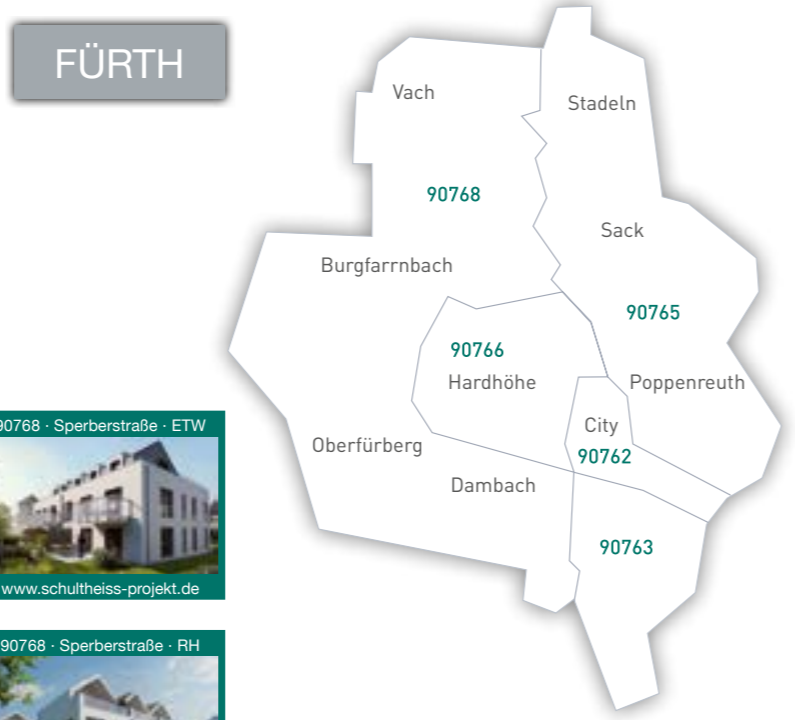 FÜRTH
Vach
Stadeln
90768
Sack
Burgfarrnbach
90765
90766
Hardhöhe
Poppenreuth
City
90762
Oberfürberg
Dambach
90763
90768 · Sperberstraße · ETW
www.schultheiss-projekt.de
90768 · Sperberstraße · RH